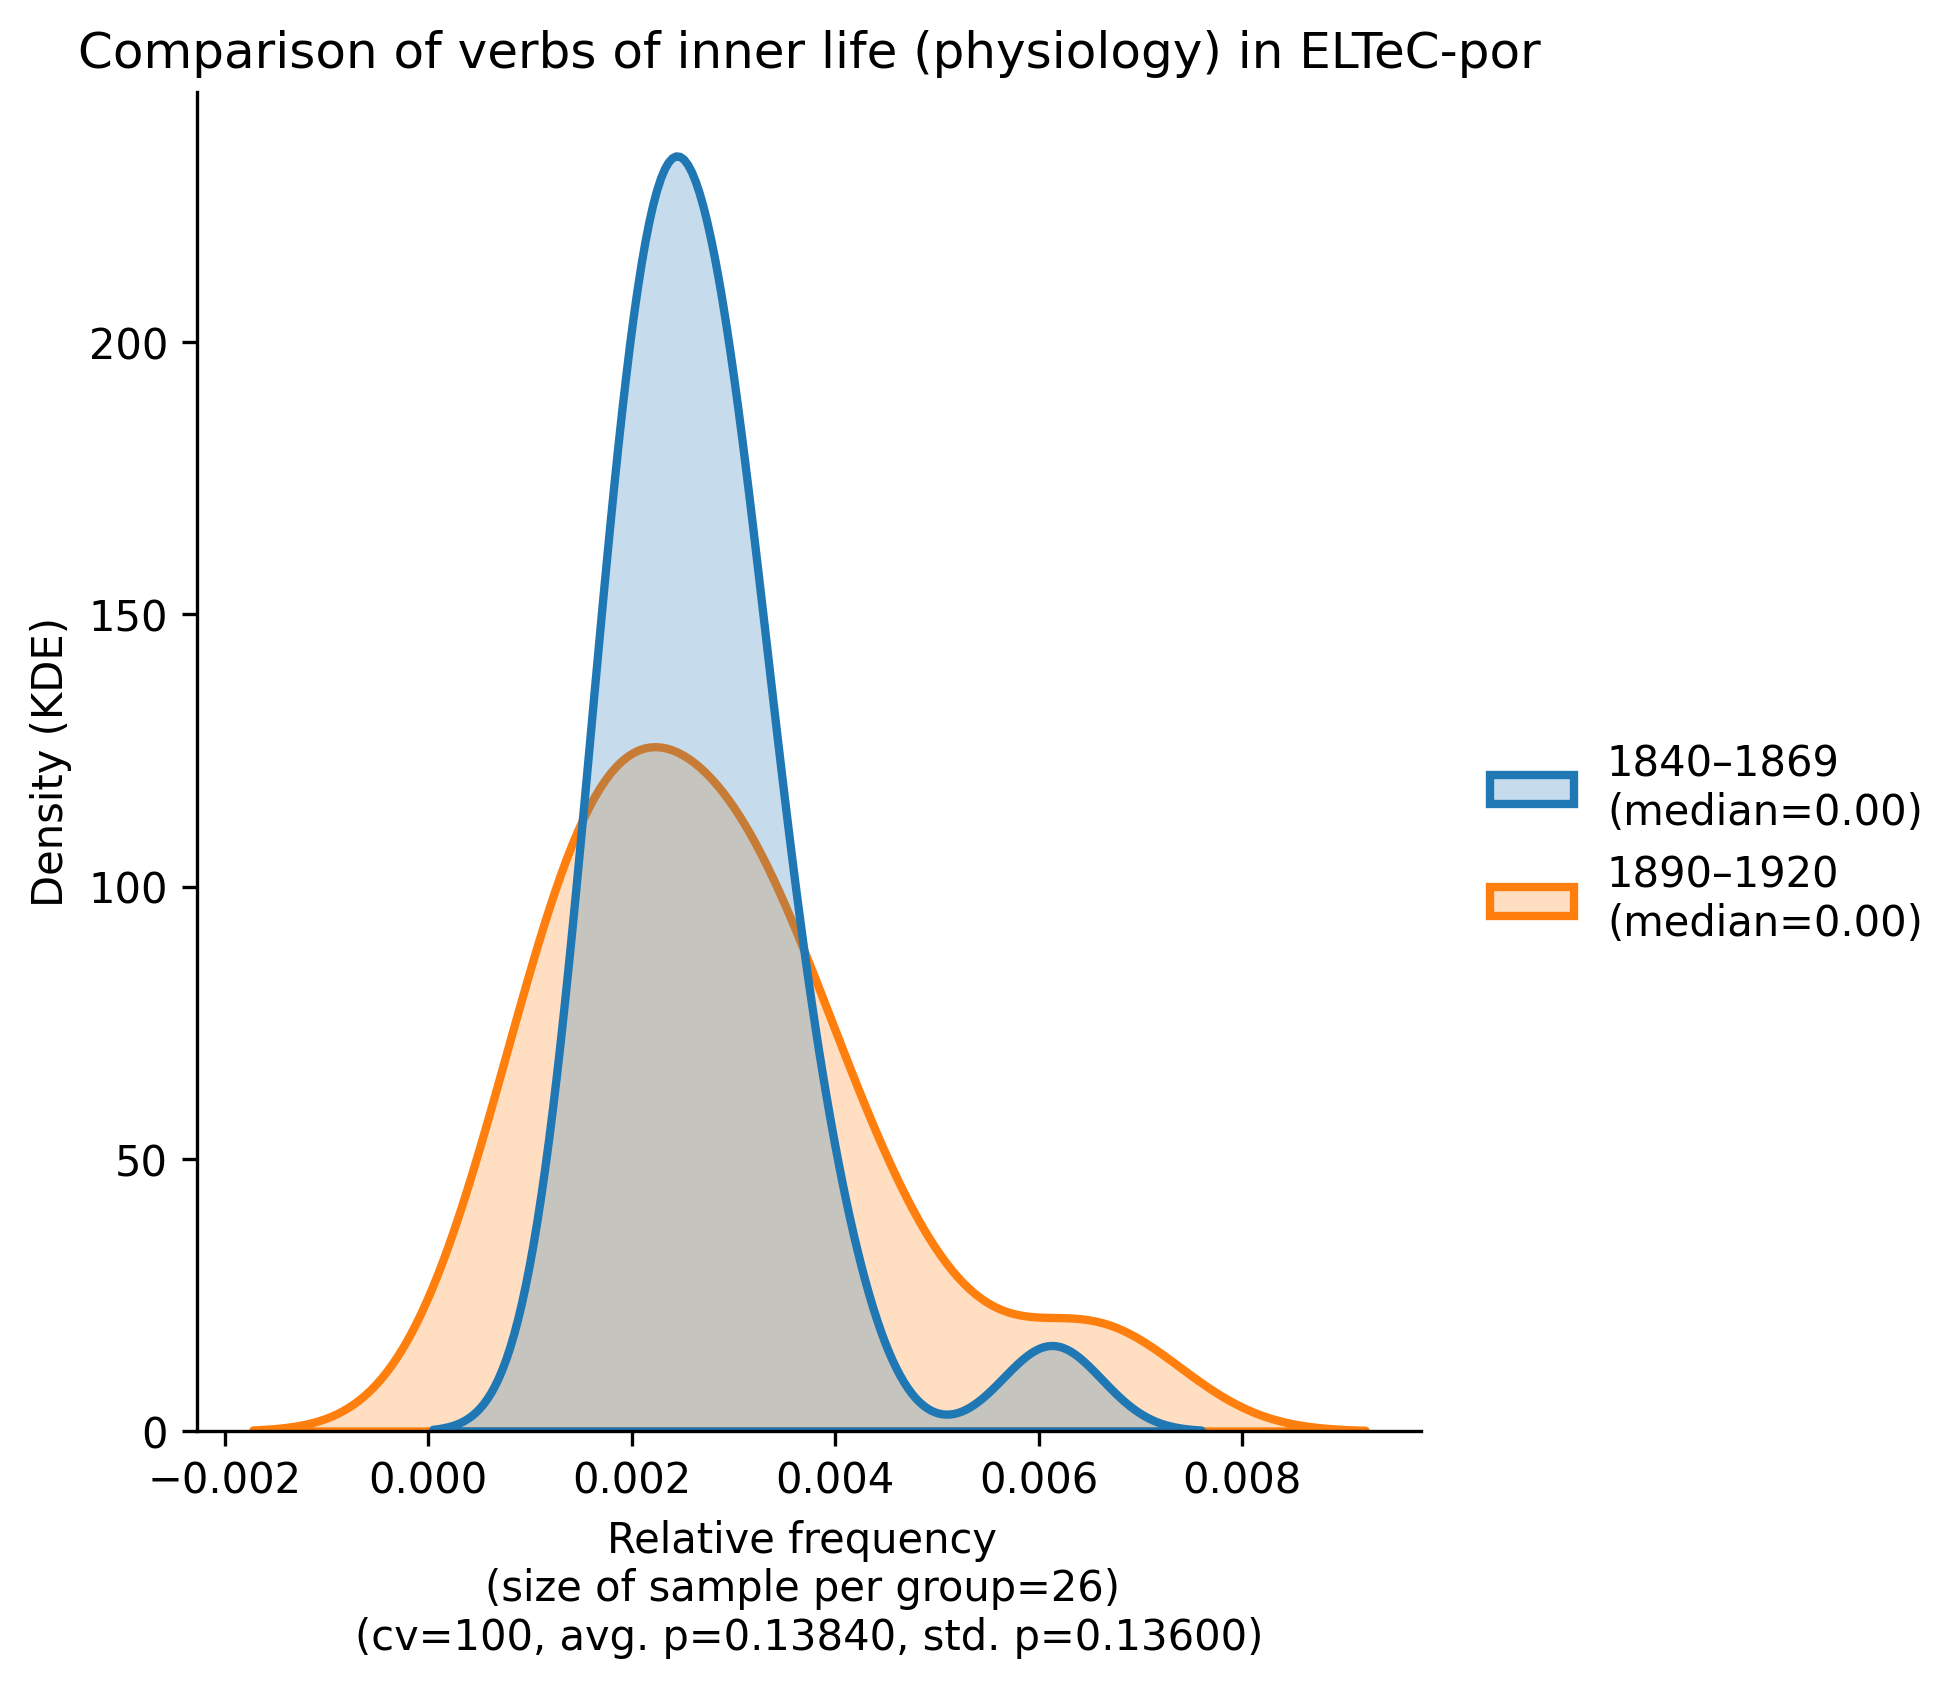 Comparison of verbs of inner life (physiology) in ELTeC-por
Density (KDE)
200
150
100
50
0
−0.002
0.000
0.002
0.004
0.006
0.008
Relative frequency
(size of sample per group=26)
(cv=100, avg. p=0.13840, std. p=0.13600)
1840–1869
(median=0.00)
1890–1920
(median=0.00)